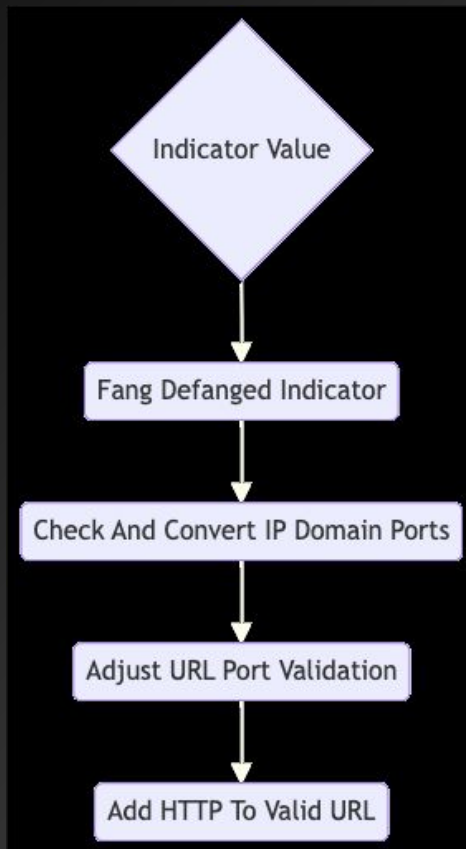 Indicator Value
Fang Defanged Indicator
Check And Convert IP Domain Ports
Adjust URL Port Validation
Add HTTP To Valid URL